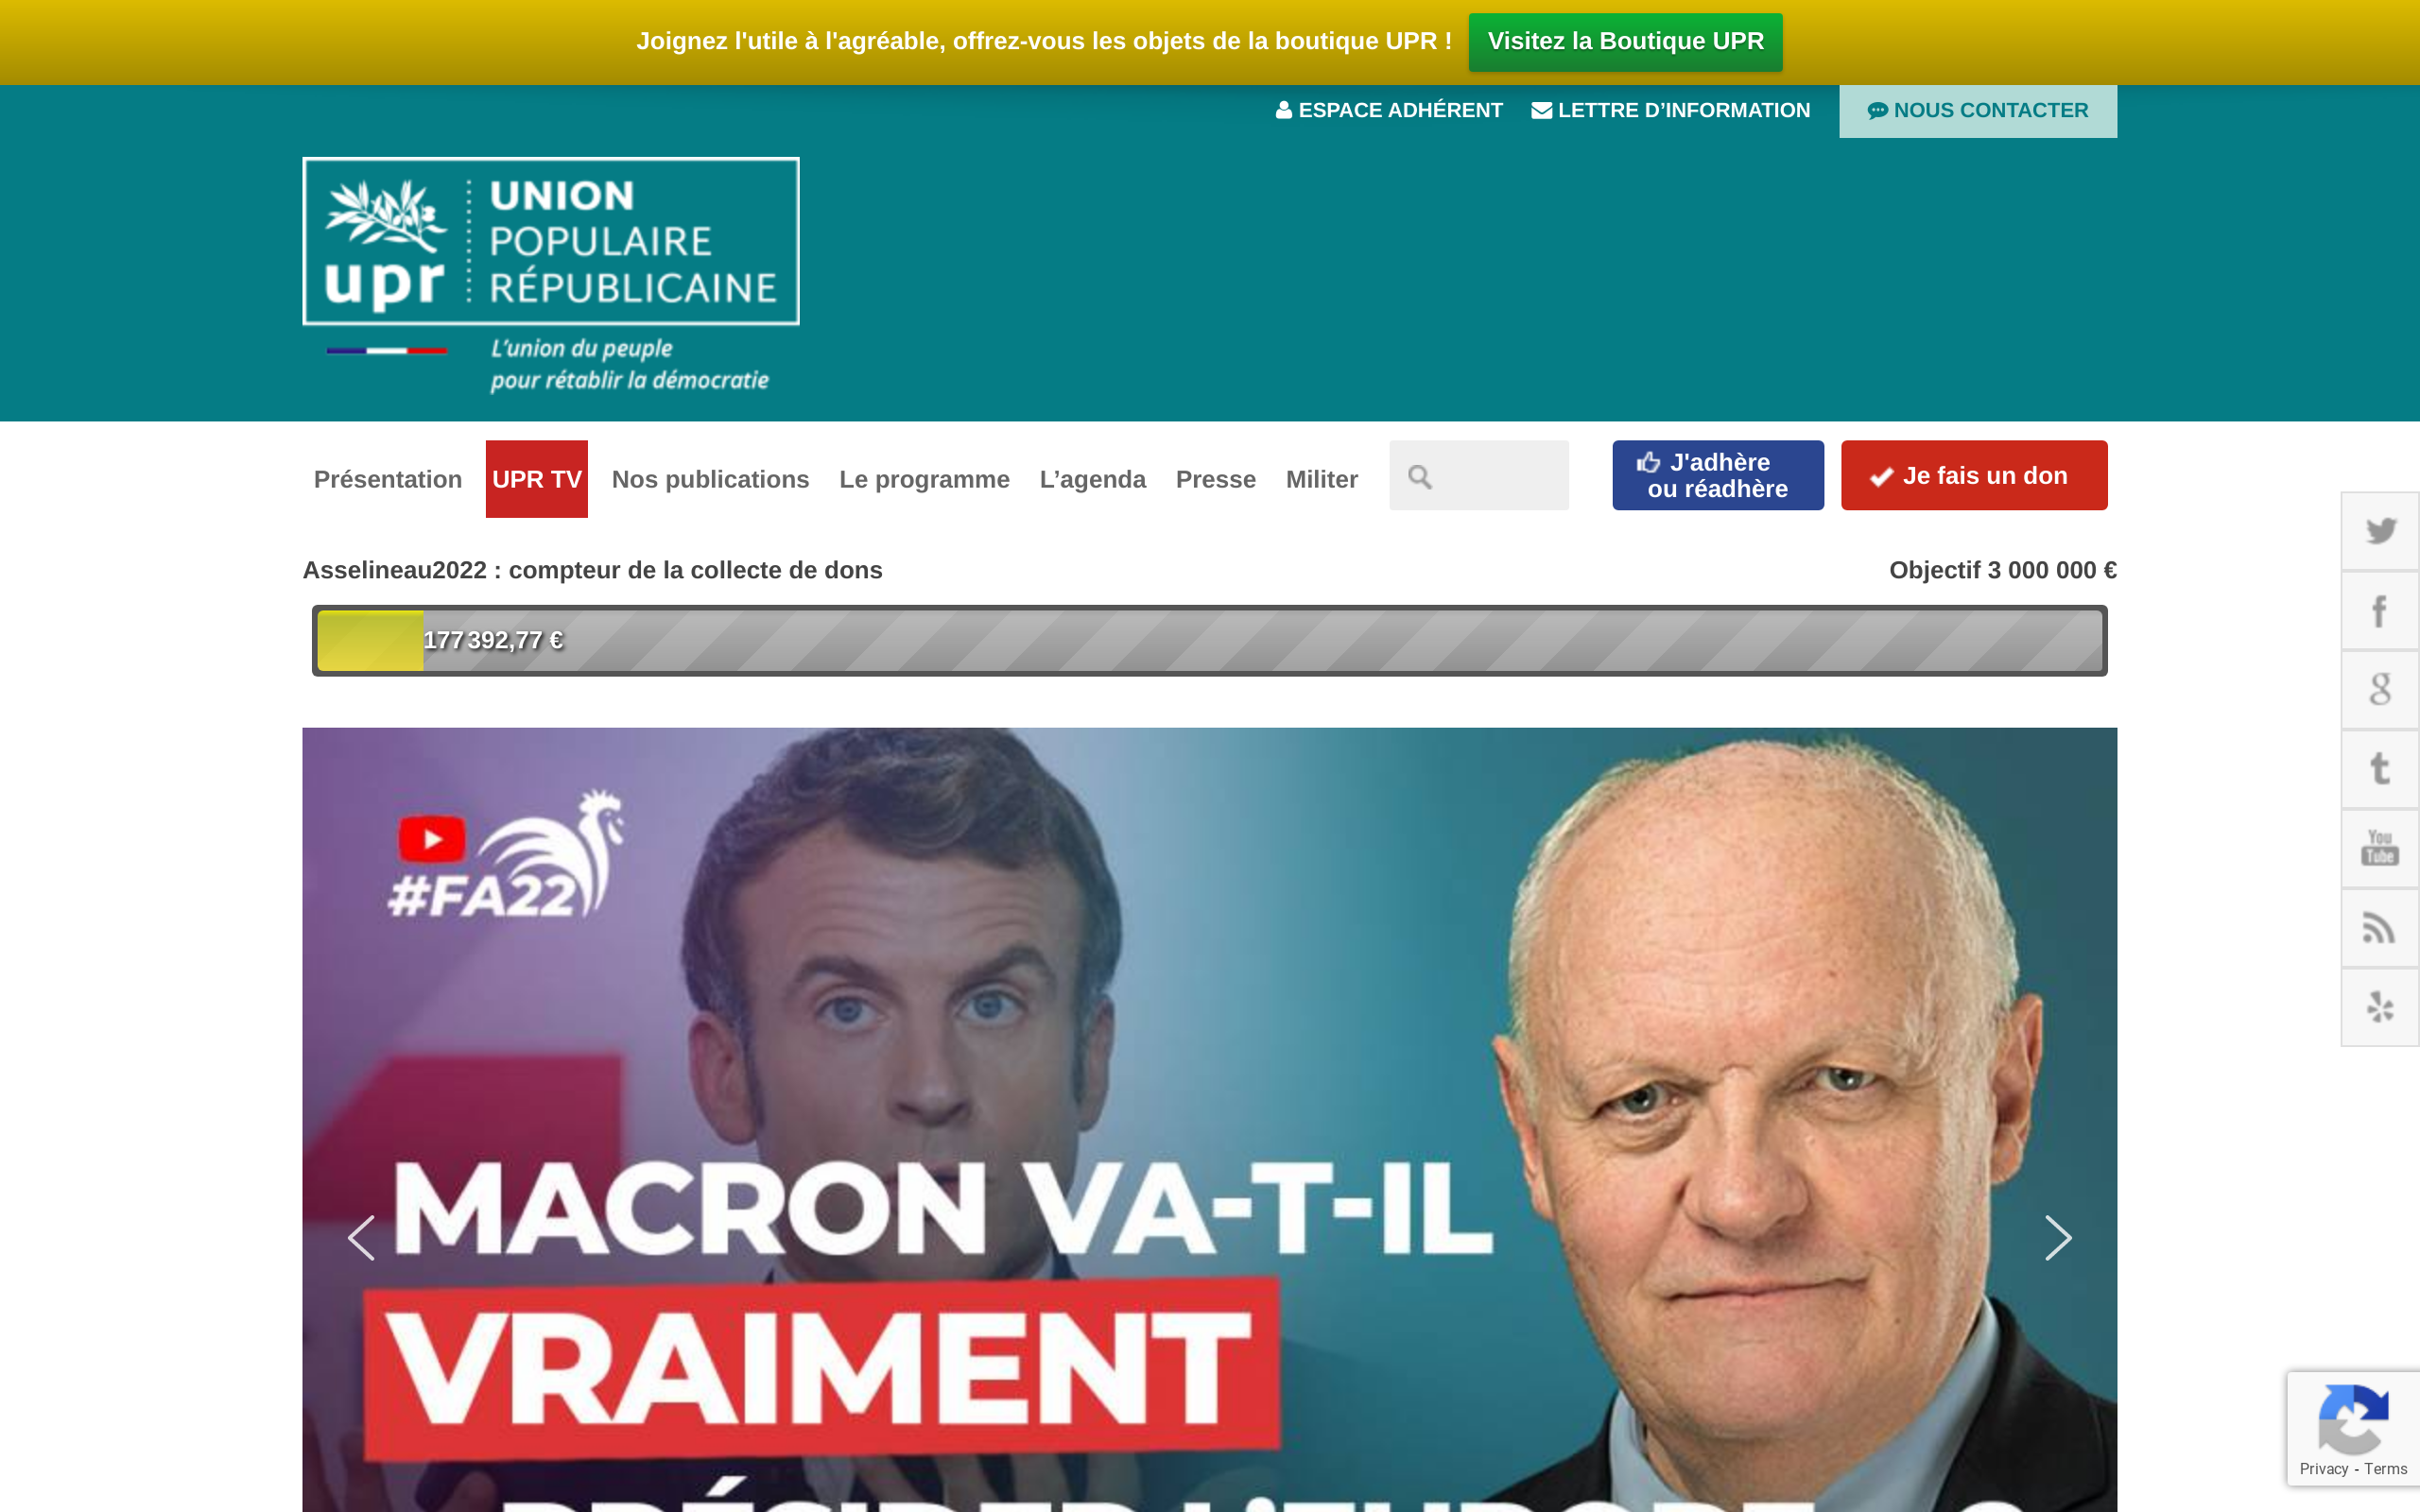 Joignez l'utile à l'agréable, offrez-vous les objets de la boutique UPR !
Visitez la Boutique UPR
ESPACE ADHÉRENT
LETTRE D’INFORMATION
NOUS CONTACTER
upr
UNION
POPULAIRE
RÉPUBLICAINE
L’union du peuple
pour rétablir la démocratie
Présentation
UPR TV
Nos publications
Le programme
L’agenda
Presse
Militer
J'adhère
ou réadhère
Je fais un don
Asselineau2022 : compteur de la collecte de dons
Objectif 3 000 000 €
177 392,77 €
#FA22
MACRON VA-T-IL
VRAIMENT
PRÉSIDER L'EUROPE
You
Tube
Privacy - Terms